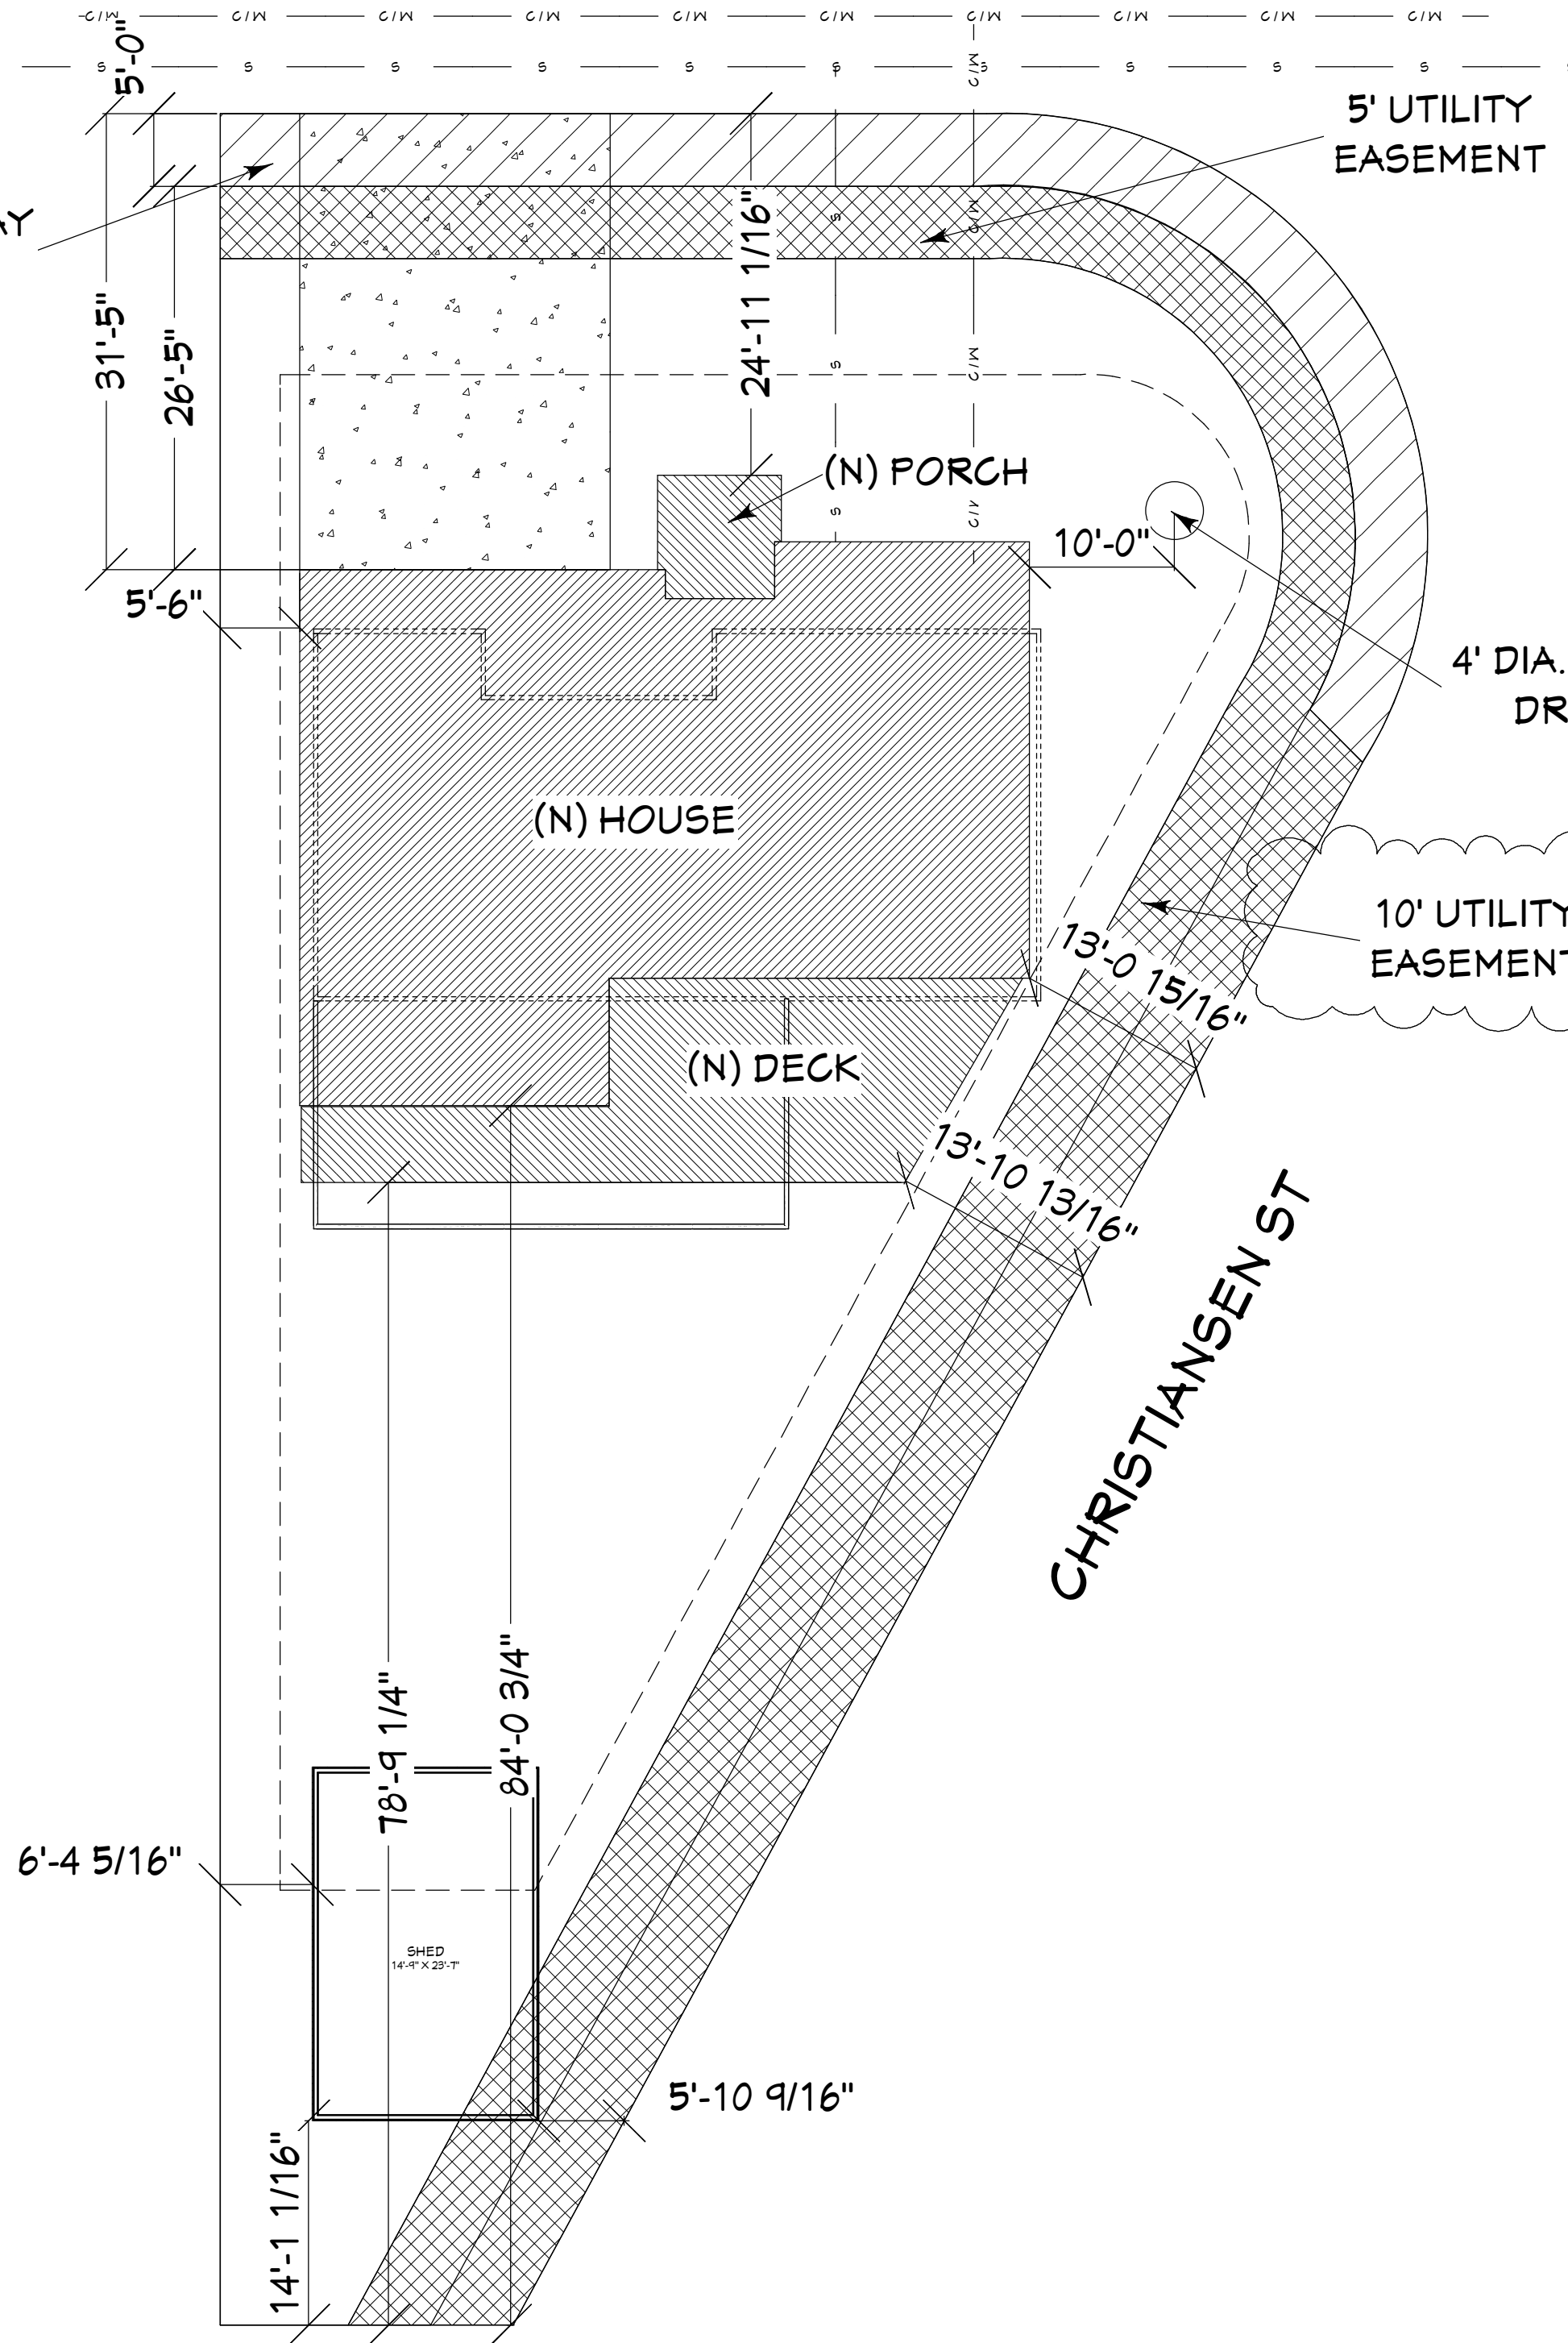 W/C W/C W/C W/C W/C W/C W/C W/C W/C W/C
S S S S S S S S S S
5'-0"
W/C
5' UTILITY
EASEMENT
AY
S
W/C
24'-11 1/16"
31'-5"
26'-5"
S
W/C
(N) PORCH
S
W/C
10'-0"
5'-6"
4' DIA.
DR
(N) HOUSE
10' UTILITY
EASEMENT
13'-0 15/16"
(N) DECK
13'-10 13/16"
CHRISTIANSEN ST
78'-9 1/4"
84'-0 3/4"
6'-4 5/16"
SHED
14'-9" X 23'-7"
5'-10 9/16"
14'-1 1/16"